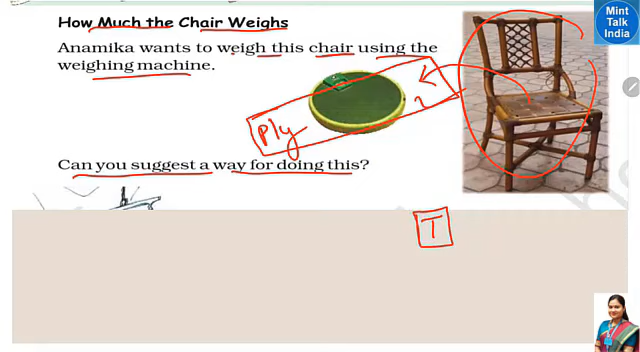 How Much the Chair Weighs
Mint
Talk
India
Anamika wants to weigh this chair using the
weighing machine.
Ply
Can you suggest a way for doing this?
T